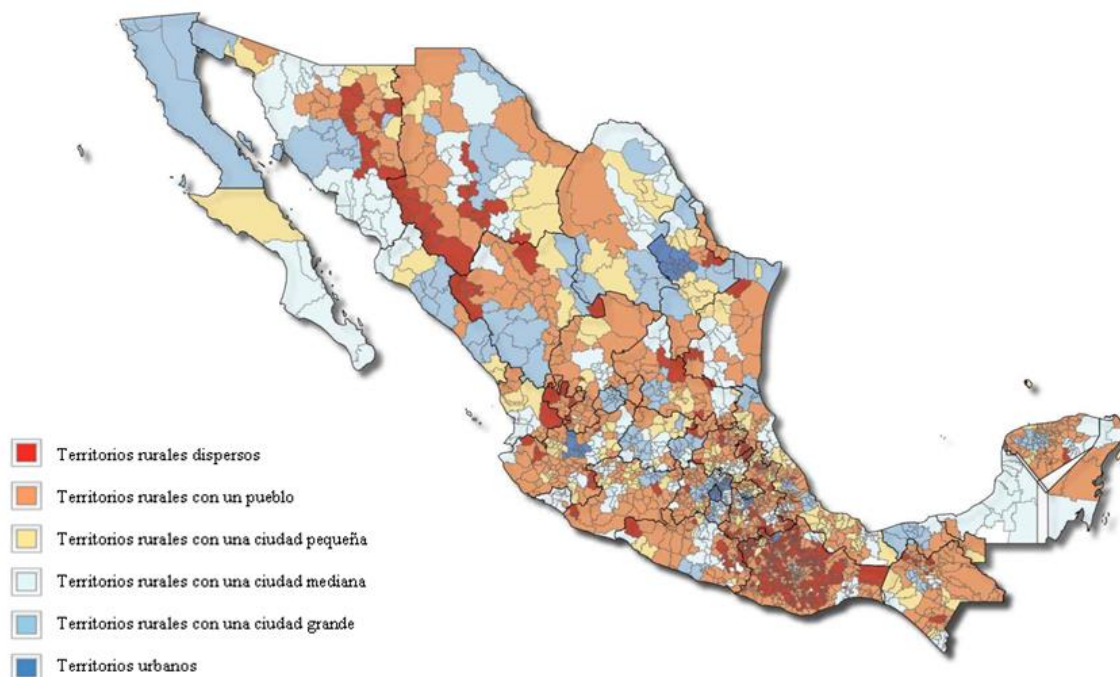 Territorios rurales dispersos
Territorios rurales con un pueblo
Territorios rurales con una ciudad pequeña
Territorios rurales con una ciudad mediana
Territorios rurales con una ciudad grande
Territorios urbanos